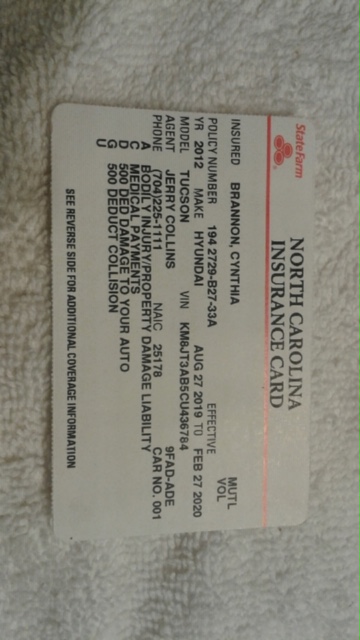 StateFarm
NORTH CAROLINA
INSURANCE CARD
MUTL
VOL
INSURED BRANNON, CYNTHIA
POLICY NUMBER 194 2729-B27-33A EFFECTIVE
YR 2012 MAKE HYUNDAI AUG 27 2019 TO FEB 27 2020
MODEL TUCSON VIN KM8JT3AB5CU436784
AGENT JERRY COLLINS 9FAD-ADE
PHONE (704)225-1111 NAIC 25178 CAR NO. 001
A BODILY INJURY/PROPERTY DAMAGE LIABILITY
C MEDICAL PAYMENTS
D 500 DED DAMAGE TO YOUR AUTO
G 500 DEDUCT COLLISION
U
SEE REVERSE SIDE FOR ADDITIONAL COVERAGE INFORMATION